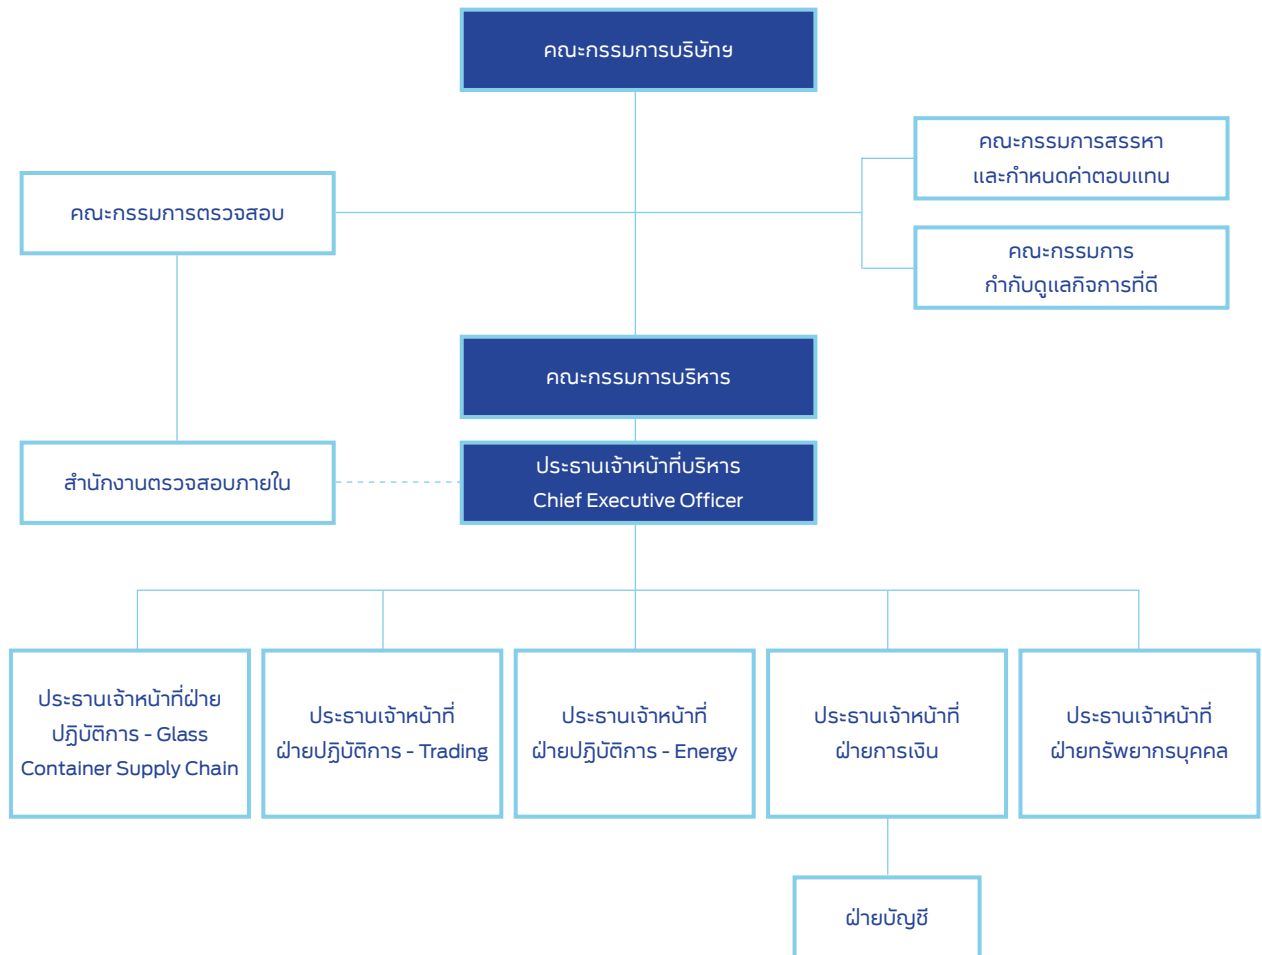 คณะกรรมการบริษัทฯ
คณะกรรมการสรรหา
และกำหนดค่าตอบแทน
คณะกรรมการตรวจสอบ
คณะกรรมการ
กำกับดูแลกิจการที่ดี
คณะกรรมการบริหาร
สำนักงานตรวจสอบภายใน
ประธานเจ้าหน้าที่บริหาร
Chief Executive Officer
ประธานเจ้าหน้าที่ฝ่าย
ปฏิบัติการ - Glass
Container Supply Chain
ประธานเจ้าหน้าที่
ฝ่ายปฏิบัติการ - Trading
ประธานเจ้าหน้าที่
ฝ่ายปฏิบัติการ - Energy
ประธานเจ้าหน้าที่
ฝ่ายการเงิน
ประธานเจ้าหน้าที่
ฝ่ายทรัพยากรบุคคล
ฝ่ายบัญชี